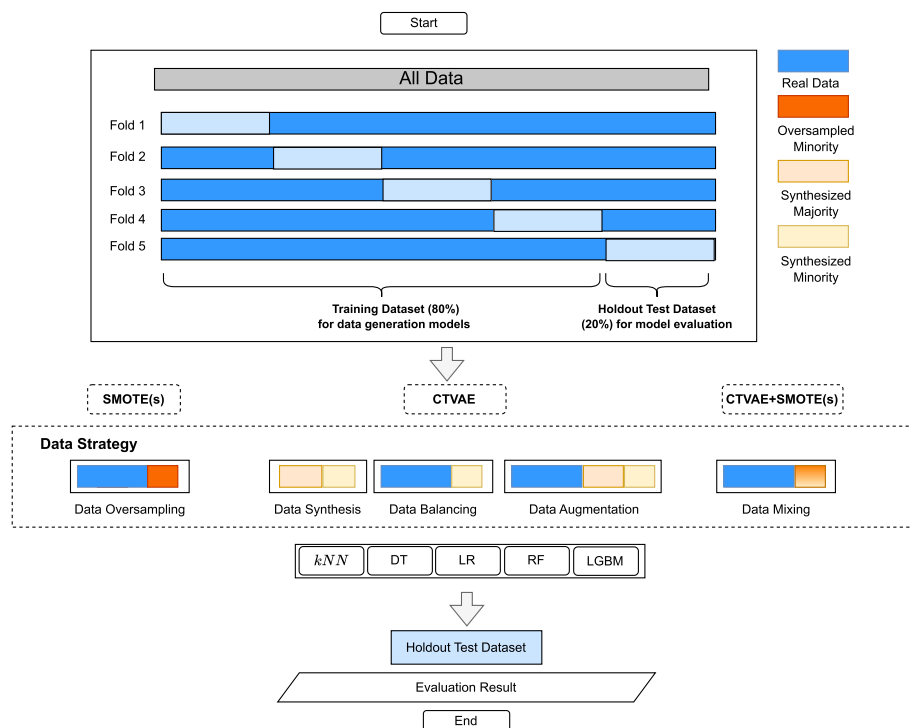 Start
All Data
Real Data
Oversampled
Minority
Synthesized
Majority
Synthesized
Minority
Fold 1
Fold 2
Fold 3
Fold 4
Fold 5
Training Dataset (80%)
for data generation models
Holdout Test Dataset
(20%) for model evaluation
SMOTE(s)
CTVAE
CTVAE+SMOTE(s)
Data Strategy
Data Oversampling
Data Synthesis
Data Balancing
Data Augmentation
Data Mixing
kNN
DT
LR
RF
LGBM
Holdout Test Dataset
Evaluation Result
End